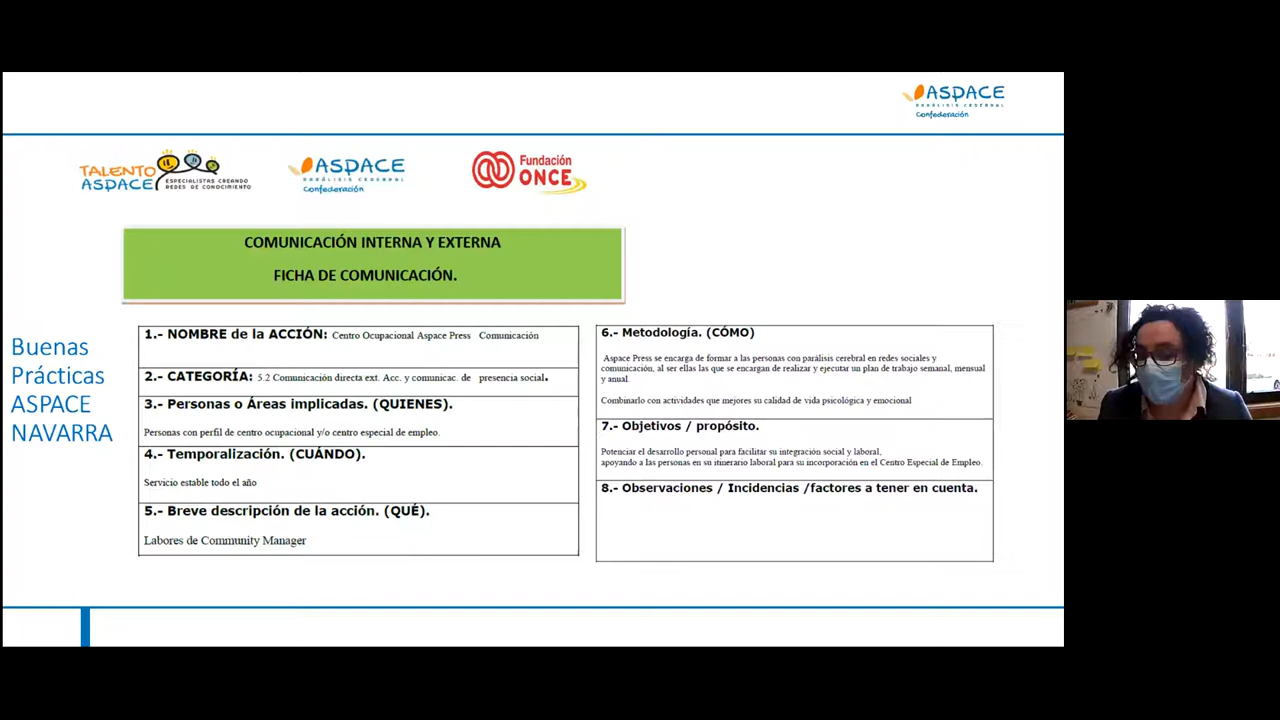 ASPACE
PARÁLISIS CEREBRAL
Confederación
TALENTO
ASPACE
ESPECIALISTAS CREANDO
REDES DE CONOCIMIENTO
ASPACE
PARÁLISIS CEREBRAL
Confederación
Fundación
ONCE
COMUNICACIÓN INTERNA Y EXTERNA
FICHA DE COMUNICACIÓN.
Buenas
Prácticas
ASPACE
NAVARRA
1.- NOMBRE de la ACCIÓN: Centro Ocupacional Aspace Press Comunicación
2.- CATEGORÍA: 5.2 Comunicación directa ext. Acc. y comunicac. de presencia social.
3.- Personas o Áreas implicadas. (QUIENES).
Personas con perfil de centro ocupacional y/o centro especial de empleo.
4.- Temporalización. (CUÁNDO).
Servicio estable todo el año
5.- Breve descripción de la acción. (QUÉ).
Labores de Community Manager
6.- Metodología. (CÓMO)
Aspace Press se encarga de formar a las personas con parálisis cerebral en redes sociales y
comunicación, al ser ellas las que se encargan de realizar y ejecutar un plan de trabajo semanal, mensual
y anual.
Combinarlo con actividades que mejores su calidad de vida psicológica y emocional
7.- Objetivos / propósito.
Potenciar el desarrollo personal para facilitar su integración social y laboral,
apoyando a las personas en su itinerario laboral para su incorporación en el Centro Especial de Empleo.
8.- Observaciones / Incidencias /factores a tener en cuenta.